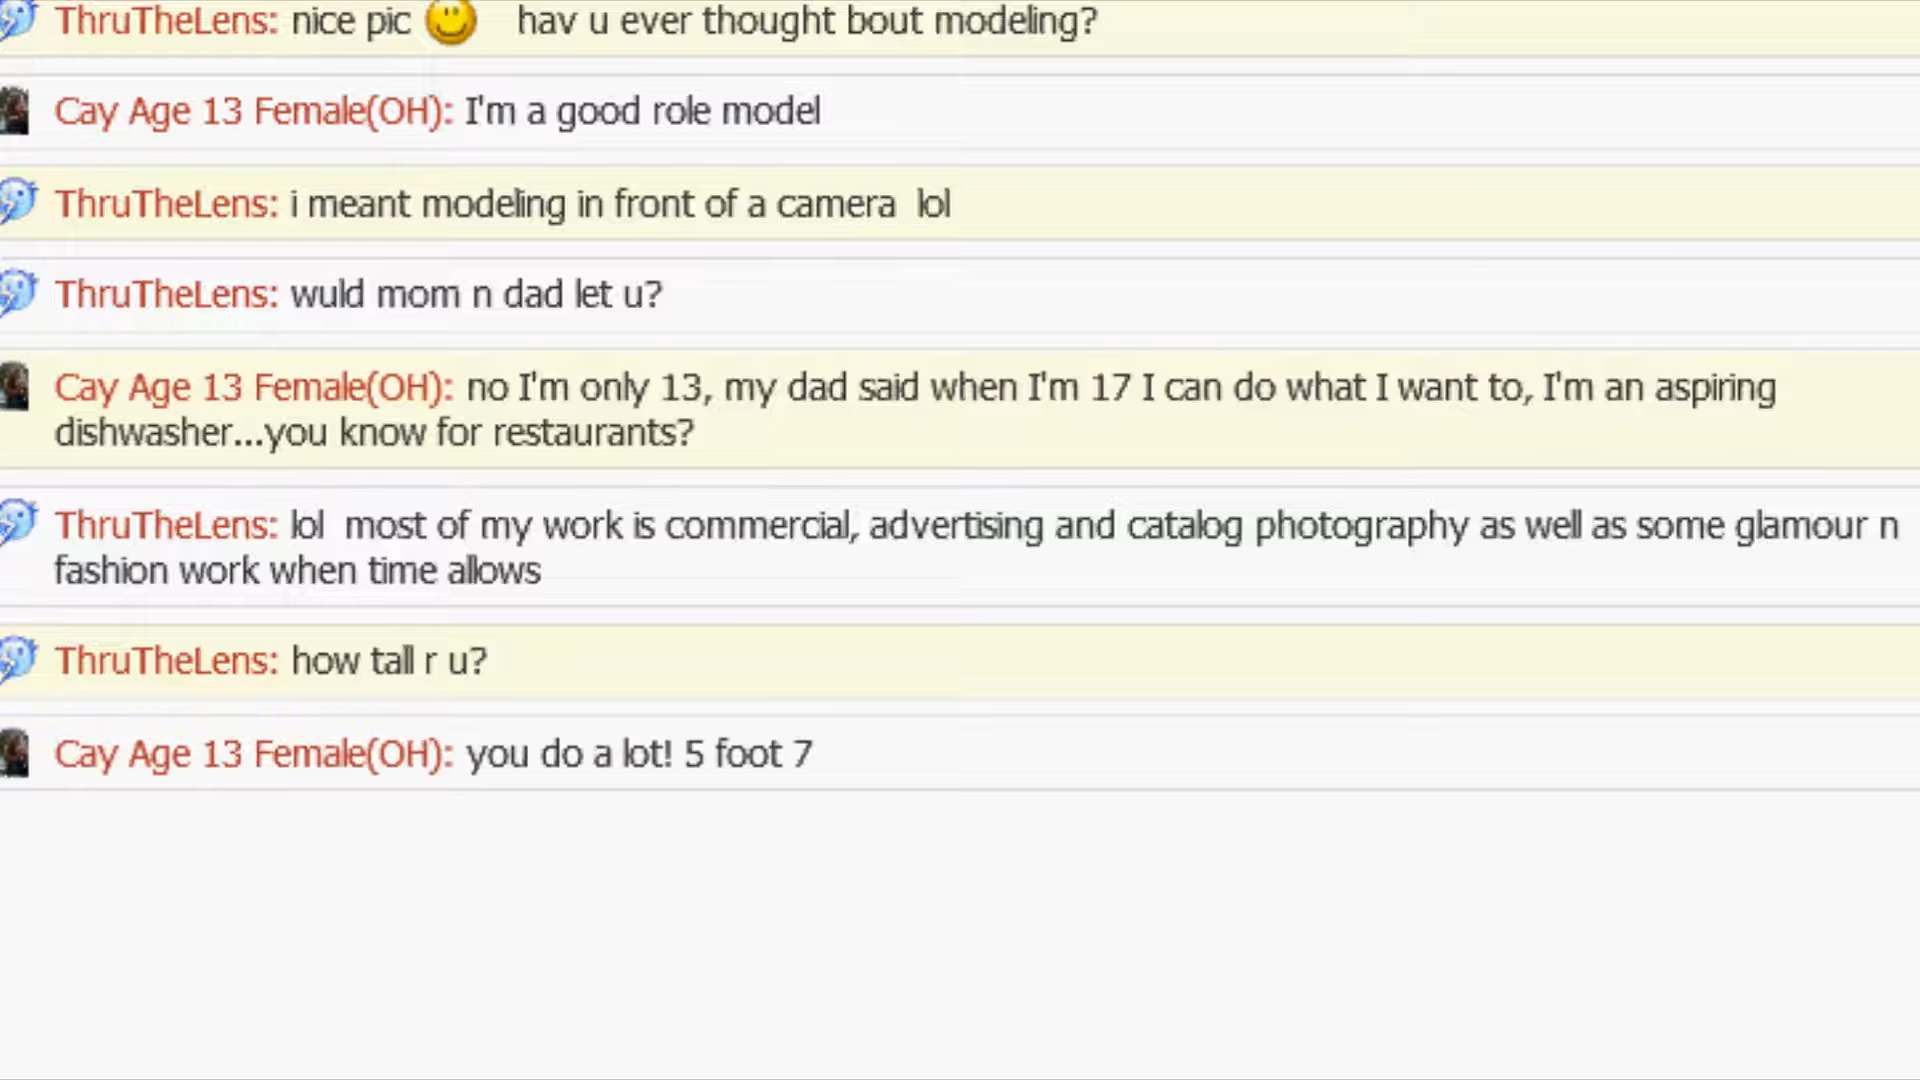 ThruTheLens: nice pic hav u ever thought bout modeling?
Cay Age 13 Female(OH): I'm a good role model
ThruTheLens: i meant modeling in front of a camera lol
ThruTheLens: wuld mom n dad let u?
Cay Age 13 Female(OH): no I'm only 13, my dad said when I'm 17 I can do what I want to, I'm an aspiring
dishwasher...you know for restaurants?
ThruTheLens: lol most of my work is commercial, advertising and catalog photography as well as some glamour n
fashion work when time allows
ThruTheLens: how tall r u?
Cay Age 13 Female(OH): you do a lot! 5 foot 7